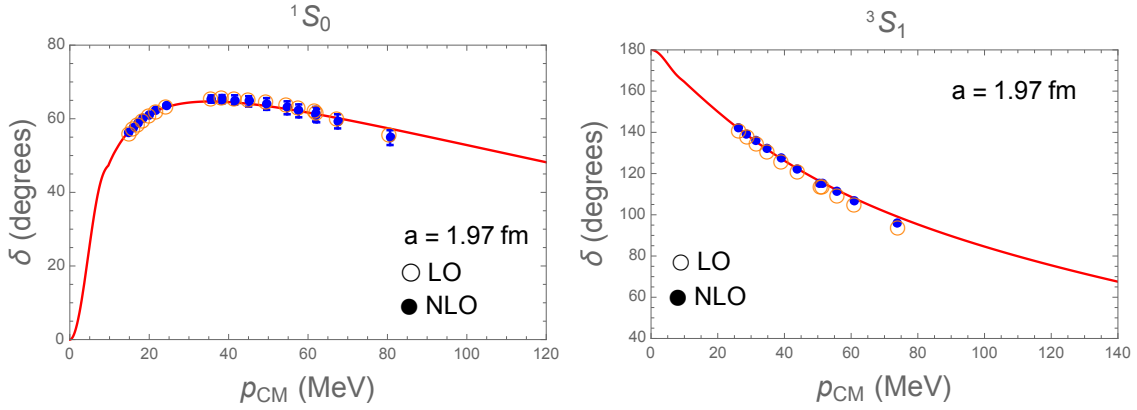 ¹S₀
80
60
40
20
0
0 20 40 60 80 100 120
δ (degrees)
p_CM (MeV)
a = 1.97 fm
LO
NLO
³S₁
180
160
140
120
100
80
60
40
0 20 40 60 80 100 120 140
δ (degrees)
p_CM (MeV)
a = 1.97 fm
LO
NLO